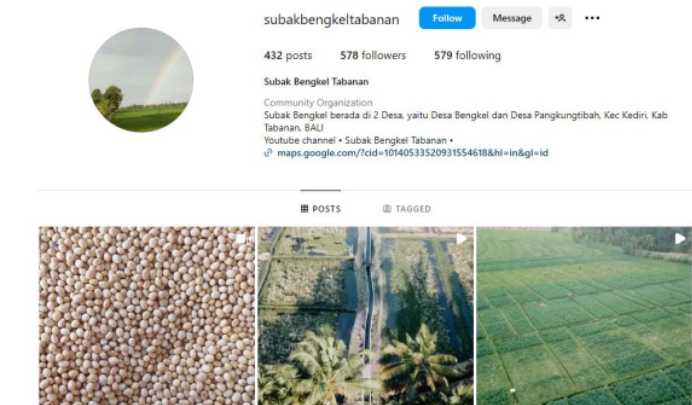 subakbengkeltabanan Follow Message
432 posts 578 followers 579 following
Subak Bengkel Tabanan
Community Organization
Subak Bengkel berada di 2 Desa, yaitu Desa Bengkel dan Desa Pangkungtibah, Kec Kediri, Kab
Tabanan, BALI
Youtube channel • Subak Bengkel Tabanan •
maps.google.com/?cid=10140533520931554618&hl=in&gl=id
POSTS TAGGED